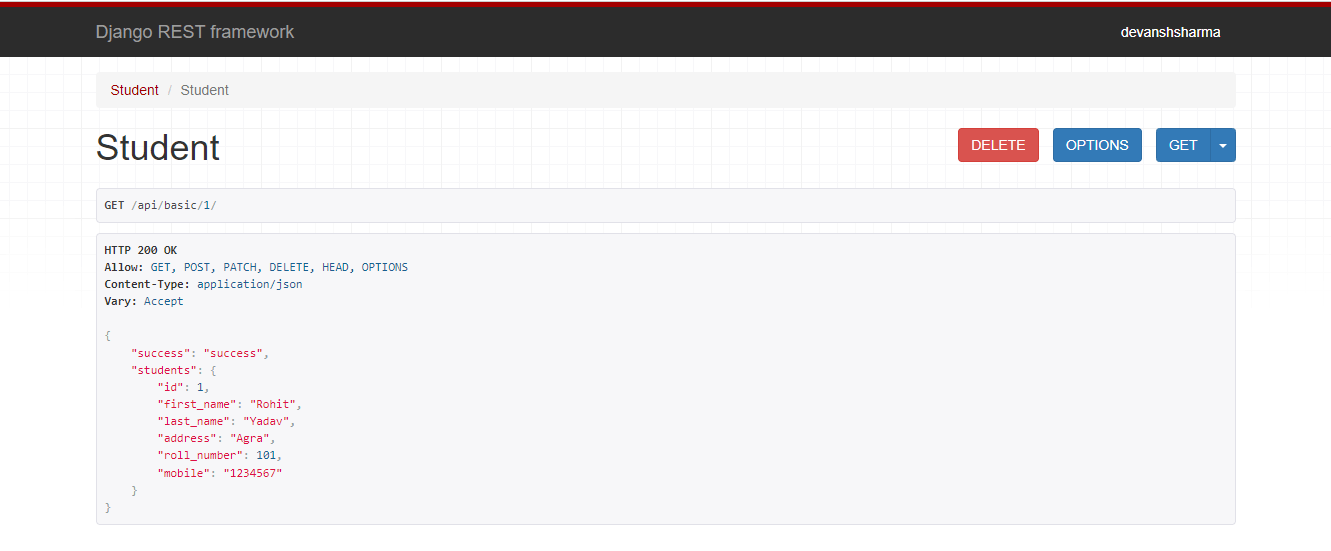 Django REST framework devanshsharma
Student / Student
Student DELETE OPTIONS GET
GET /api/basic/1/
HTTP 200 OK
Allow: GET, POST, PATCH, DELETE, HEAD, OPTIONS
Content-Type: application/json
Vary: Accept
{
    "success": "success",
    "students": {
        "id": 1,
        "first_name": "Rohit",
        "last_name": "Yadav",
        "address": "Agra",
        "roll_number": 101,
        "mobile": "1234567"
    }
}